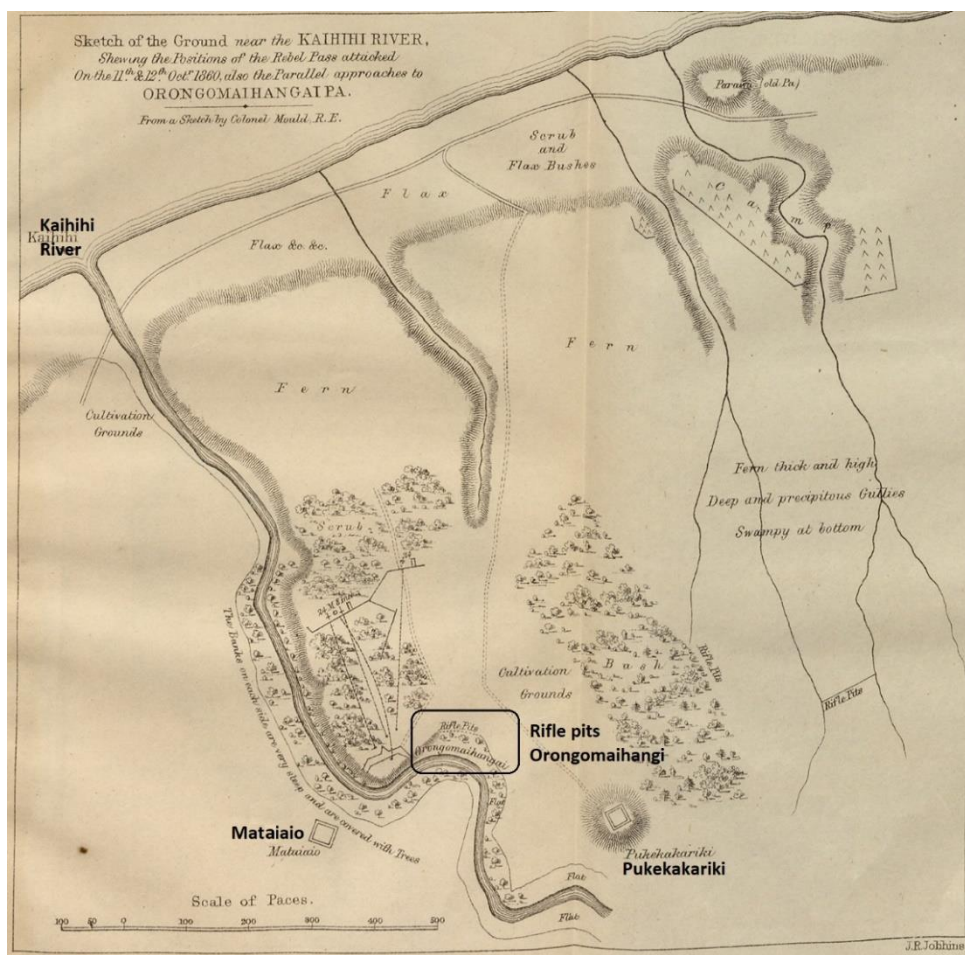 Sketch of the Ground near the KAIHIHI RIVER,
Shewing the Positions of the Rebel Pass attacked
On the 11th & 12th Octr 1860, also the Parallel approaches to
ORONGOMAIHANGAI PA.
From a Sketch by Colonel Mould, R.E.
Parairo (old Pa)
Scrub
and
Flax Bushes
Flax
Camp
Kaihihi
Kaihihi
River
Flax &c. &c.
Fern
Fern
Cultivation
Grounds
Fern thick and high
Deep and precipitous Gullies
Swampy at bottom
Scrub
The Banks on each side are very steep and are covered with Trees
Bush
Rifle Pits
Cultivation
Grounds
Rifle Pits
Rifle Pits
Orongomaihangai
Rifle pits
Orongomaihangi
Flat
Mataiaio
Mataiaio
Pukekakariki
Pukekakariki
Flat
Flat
Scale of Paces.
100 50 0 100 200 300 400 500
J.R. Jobbins